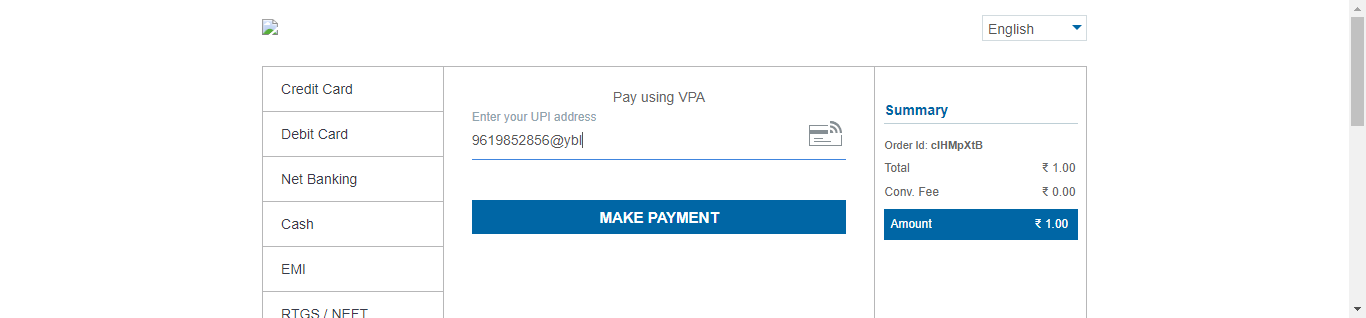 English
Credit Card
Debit Card
Net Banking
Cash
EMI
RTGS / NEFT
Pay using VPA
Enter your UPI address
9619852856@ybl
MAKE PAYMENT
Summary
Order Id: cIHMpXtB
Total ₹ 1.00
Conv. Fee ₹ 0.00
Amount ₹ 1.00